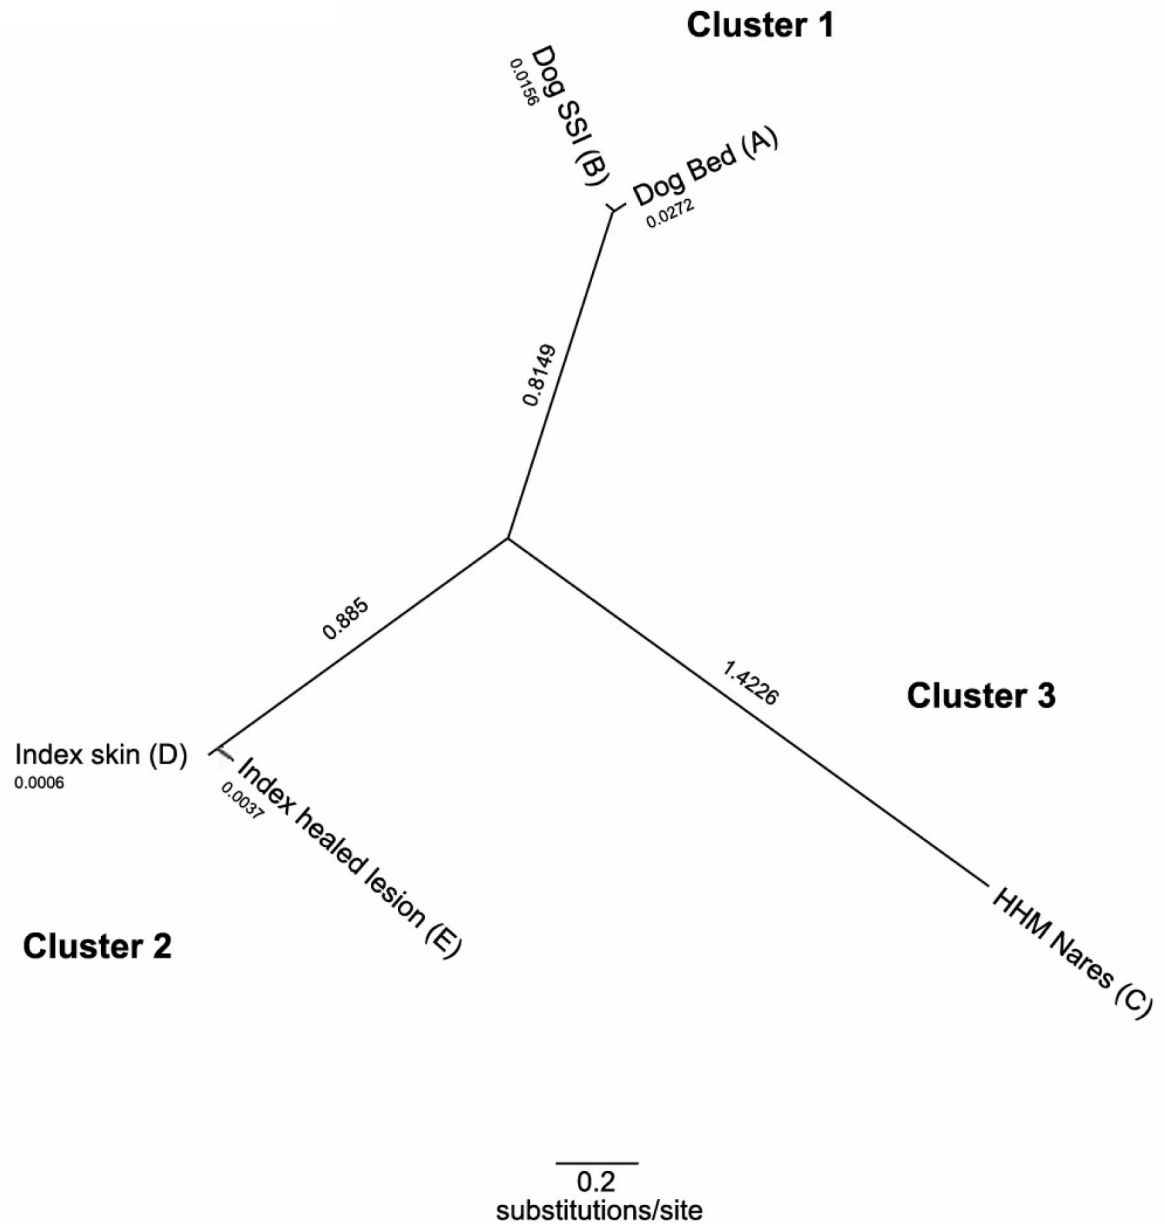 Cluster 1
Dog SSI (B)
0.0156
Dog Bed (A)
0.0272
0.8149
0.885
1.4226
Cluster 3
Index skin (D)
0.0006
Index healed lesion (E)
0.0037
HHM Nares (C)
Cluster 2
0.2
substitutions/site